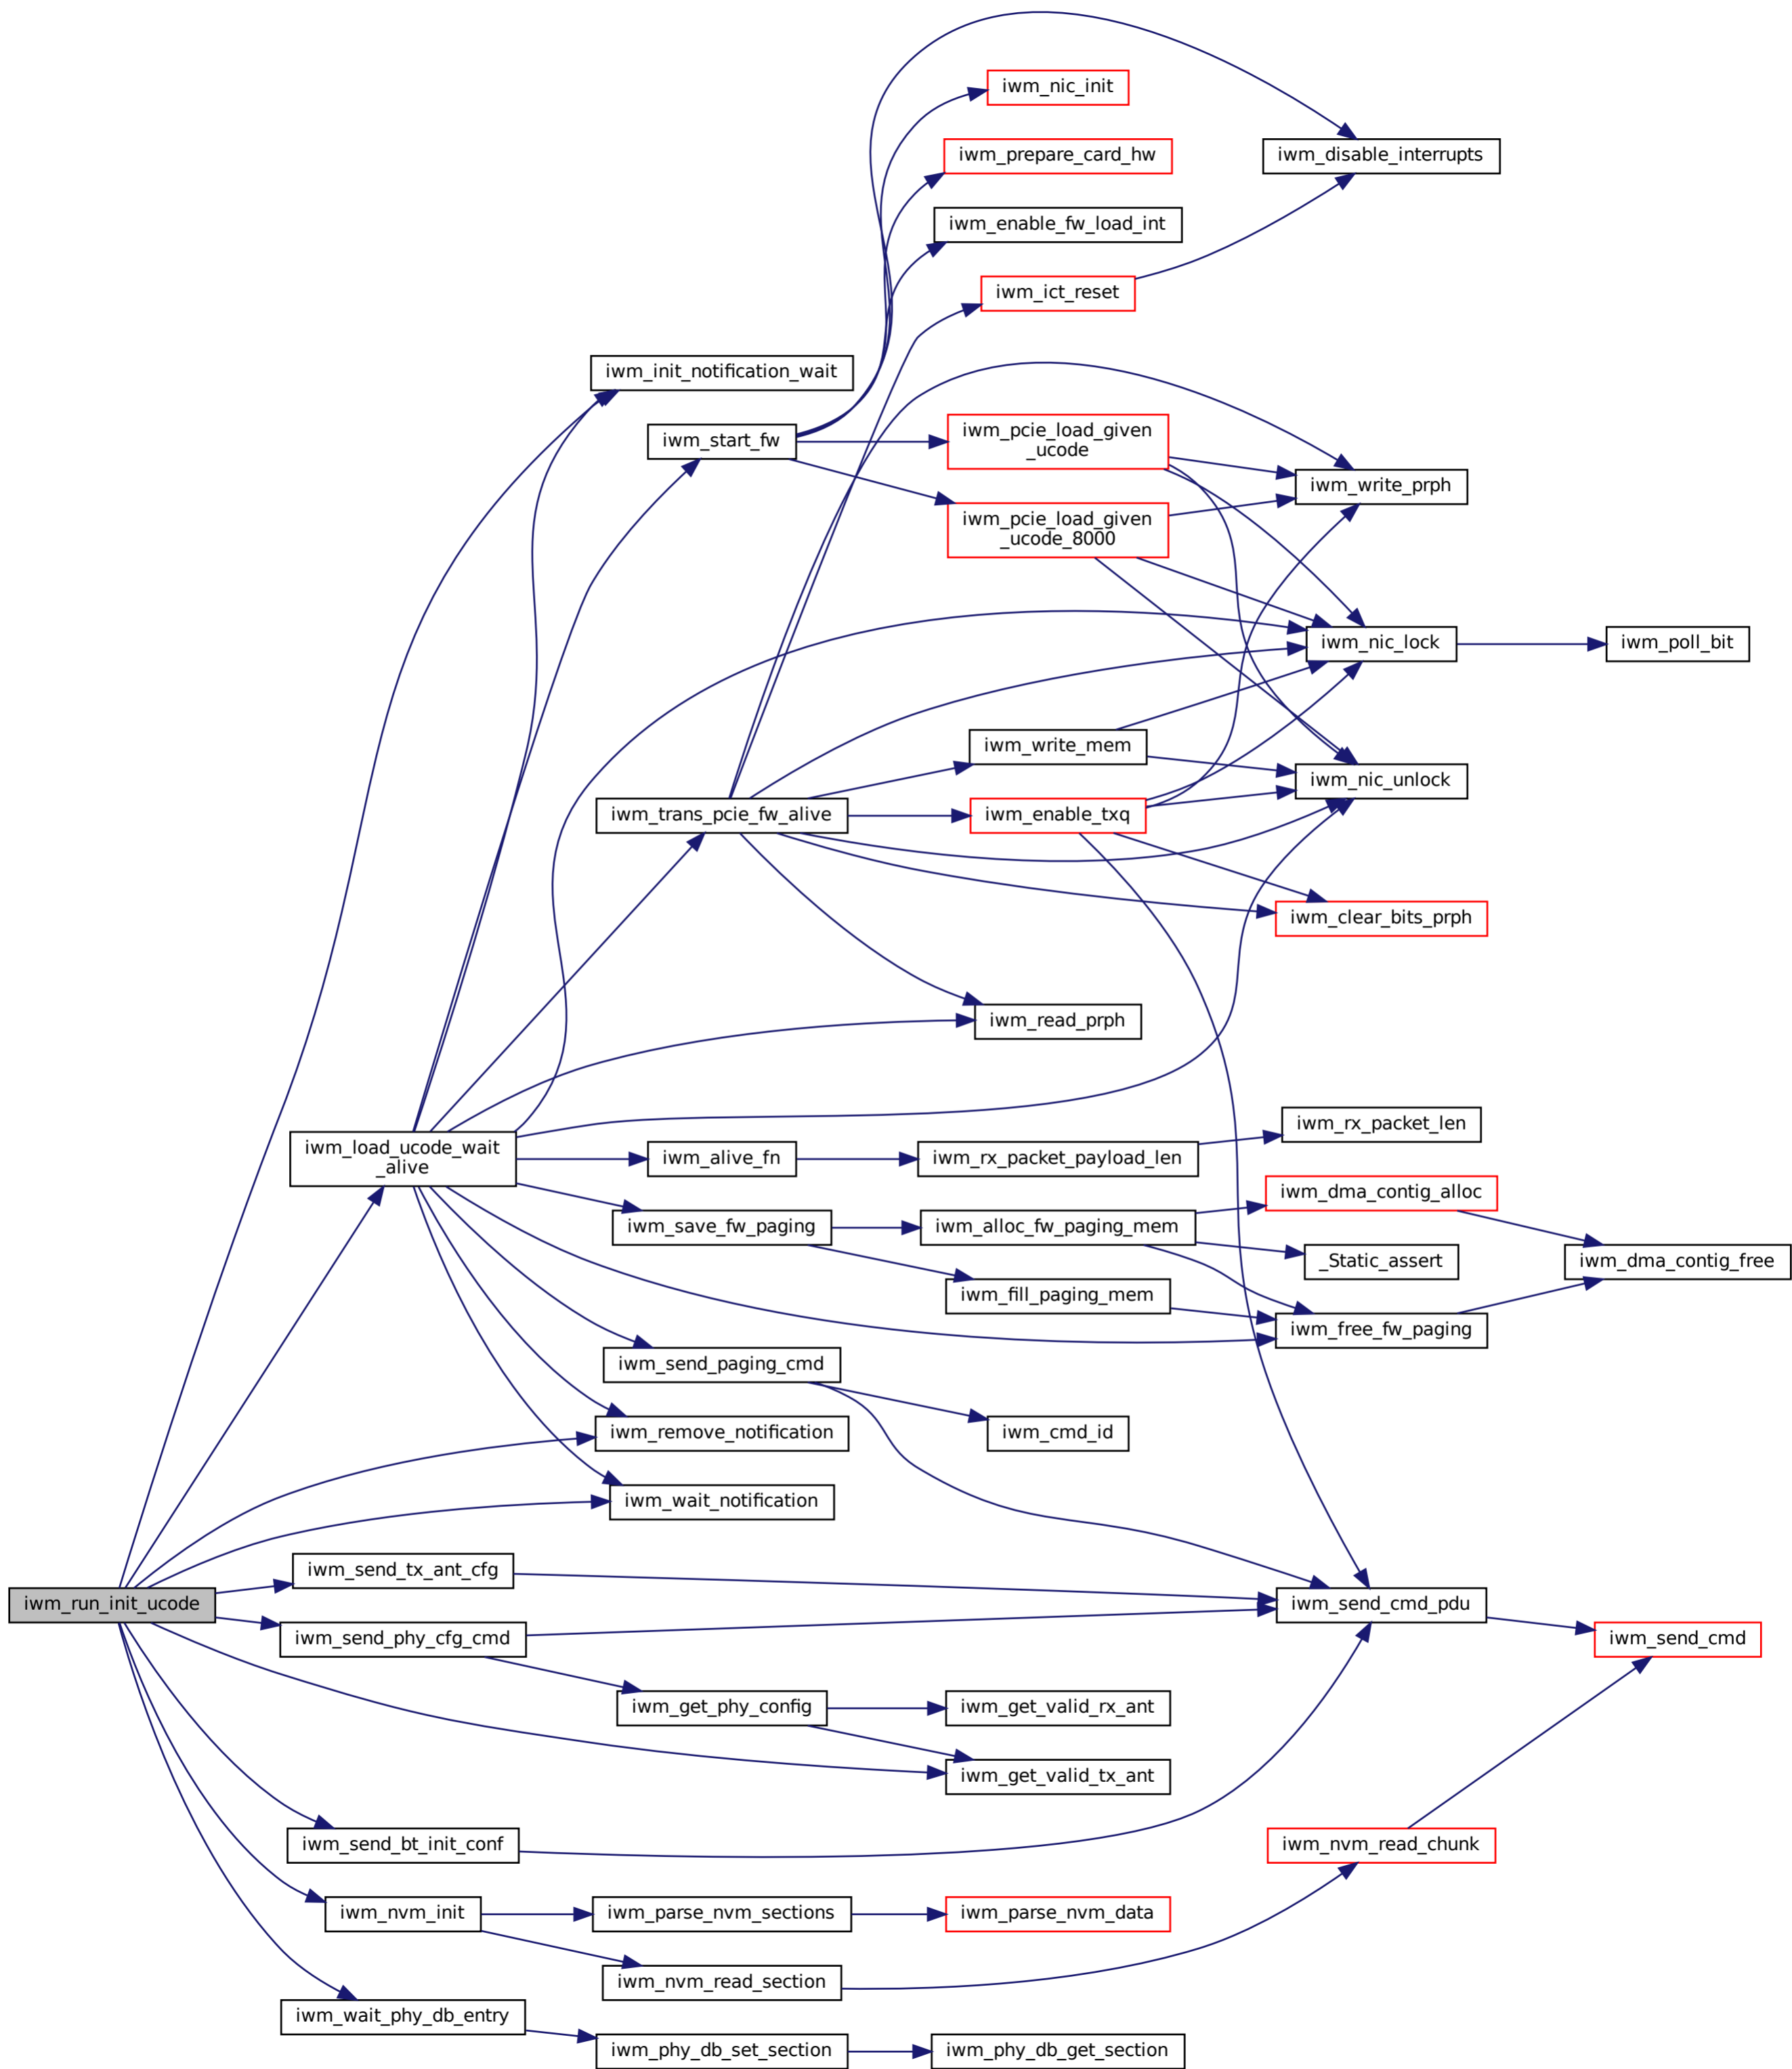 iwm_nic_init
iwm_prepare_card_hw
iwm_disable_interrupts
iwm_enable_fw_load_int
iwm_ict_reset
iwm_init_notification_wait
iwm_start_fw
iwm_pcie_load_given
_ucode
iwm_write_prph
iwm_pcie_load_given
_ucode_8000
iwm_nic_lock
iwm_poll_bit
iwm_write_mem
iwm_nic_unlock
iwm_trans_pcie_fw_alive
iwm_enable_txq
iwm_clear_bits_prph
iwm_read_prph
iwm_rx_packet_len
iwm_load_ucode_wait
_alive
iwm_alive_fn
iwm_rx_packet_payload_len
iwm_dma_contig_alloc
iwm_save_fw_paging
iwm_alloc_fw_paging_mem
_Static_assert
iwm_dma_contig_free
iwm_fill_paging_mem
iwm_free_fw_paging
iwm_send_paging_cmd
iwm_remove_notification
iwm_cmd_id
iwm_wait_notification
iwm_send_tx_ant_cfg
iwm_run_init_ucode
iwm_send_cmd_pdu
iwm_send_phy_cfg_cmd
iwm_send_cmd
iwm_get_phy_config
iwm_get_valid_rx_ant
iwm_get_valid_tx_ant
iwm_send_bt_init_conf
iwm_nvm_read_chunk
iwm_nvm_init
iwm_parse_nvm_sections
iwm_parse_nvm_data
iwm_nvm_read_section
iwm_wait_phy_db_entry
iwm_phy_db_set_section
iwm_phy_db_get_section